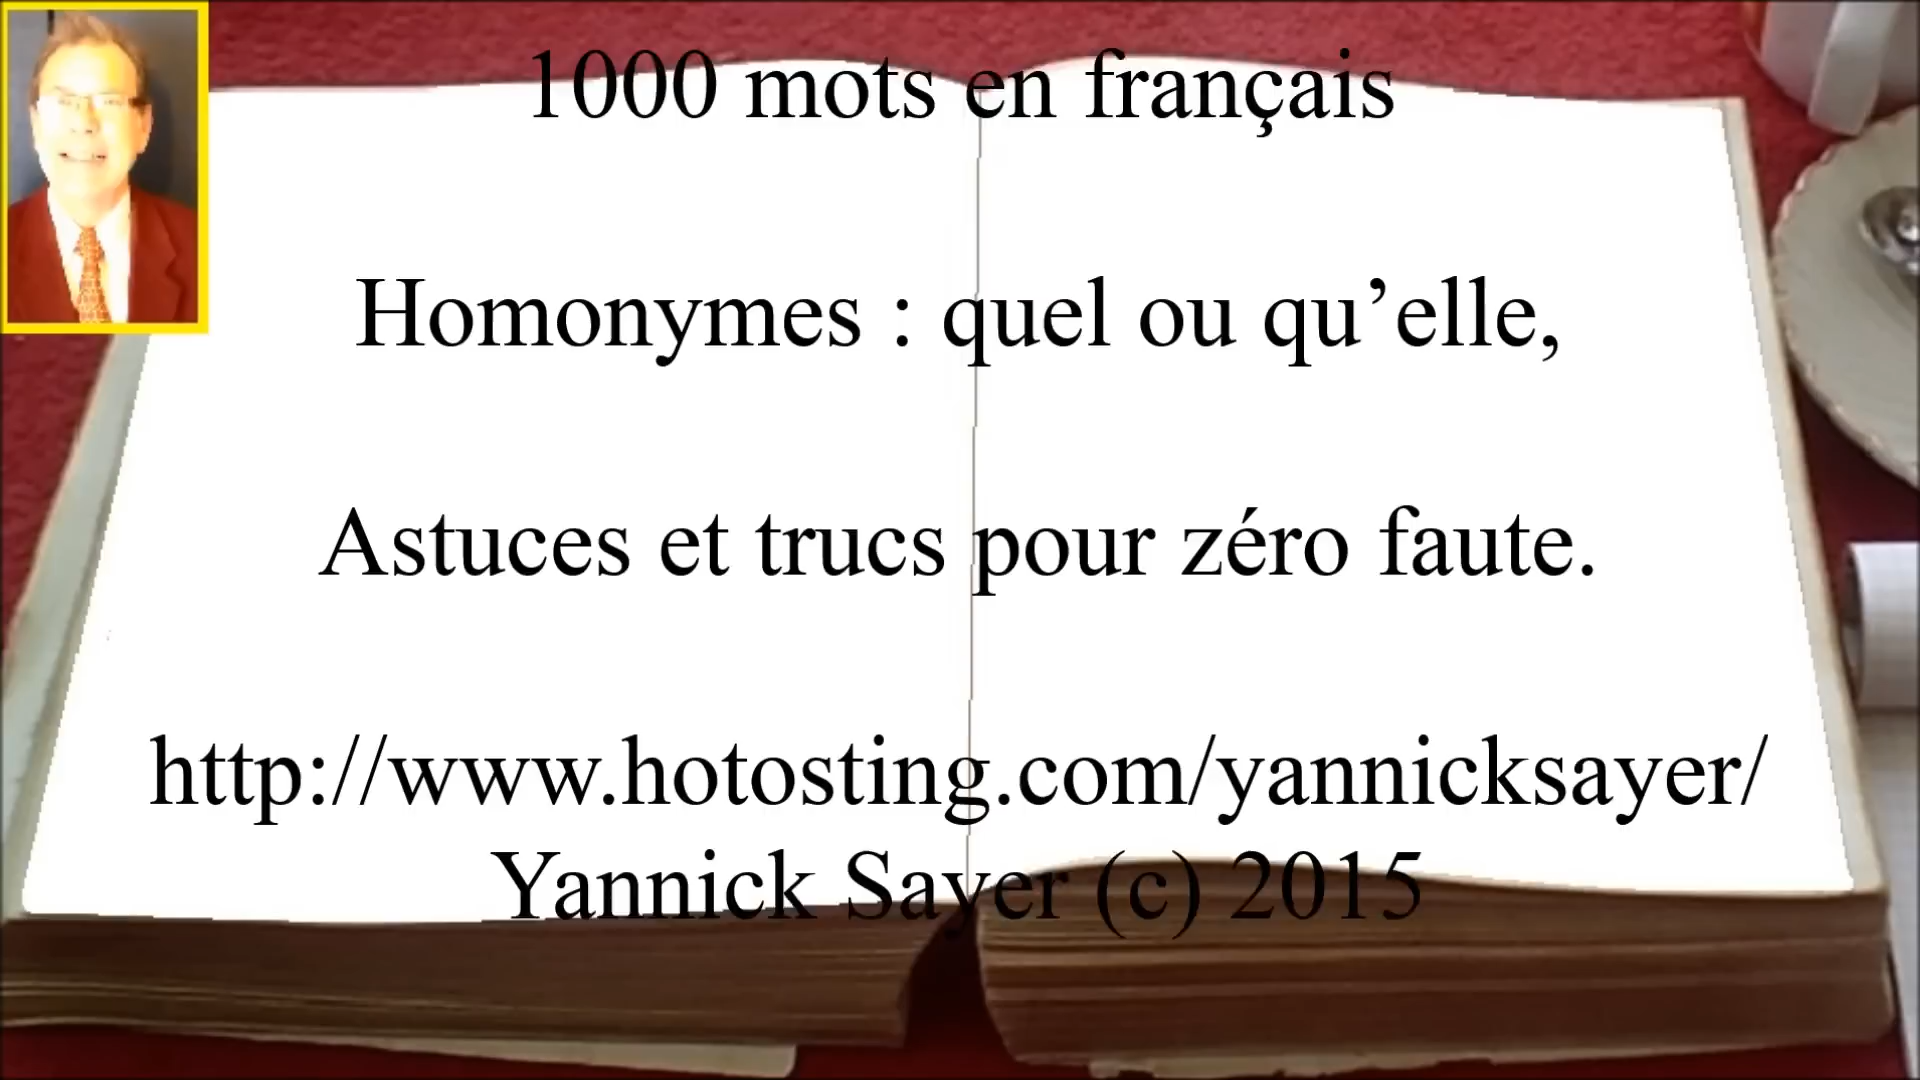 1000 mots en français
Homonymes : quel ou qu’elle,
Astuces et trucs pour zéro faute.
http://www.hotosting.com/yannicksayer/
Yannick Sayer (c) 2015